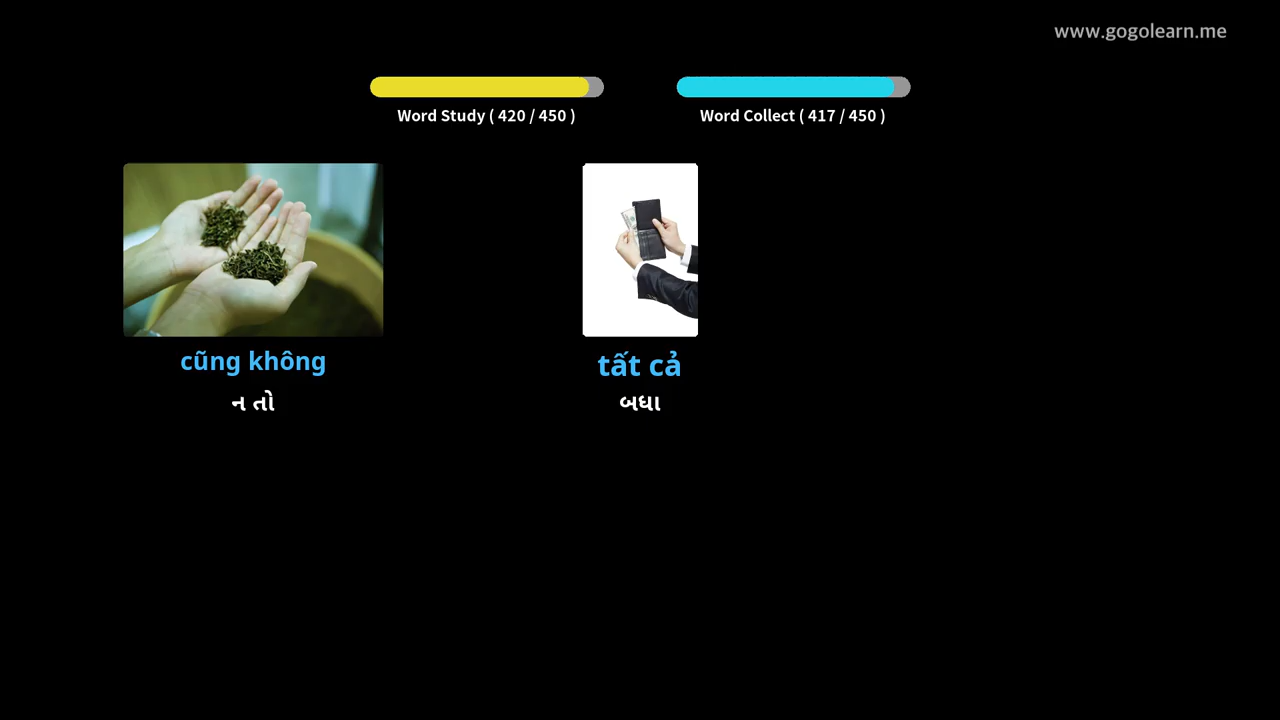 www.gogolearn.me
Word Study ( 420 / 450 )
Word Collect ( 417 / 450 )
cũng không
ન તો
tất cả
બધા